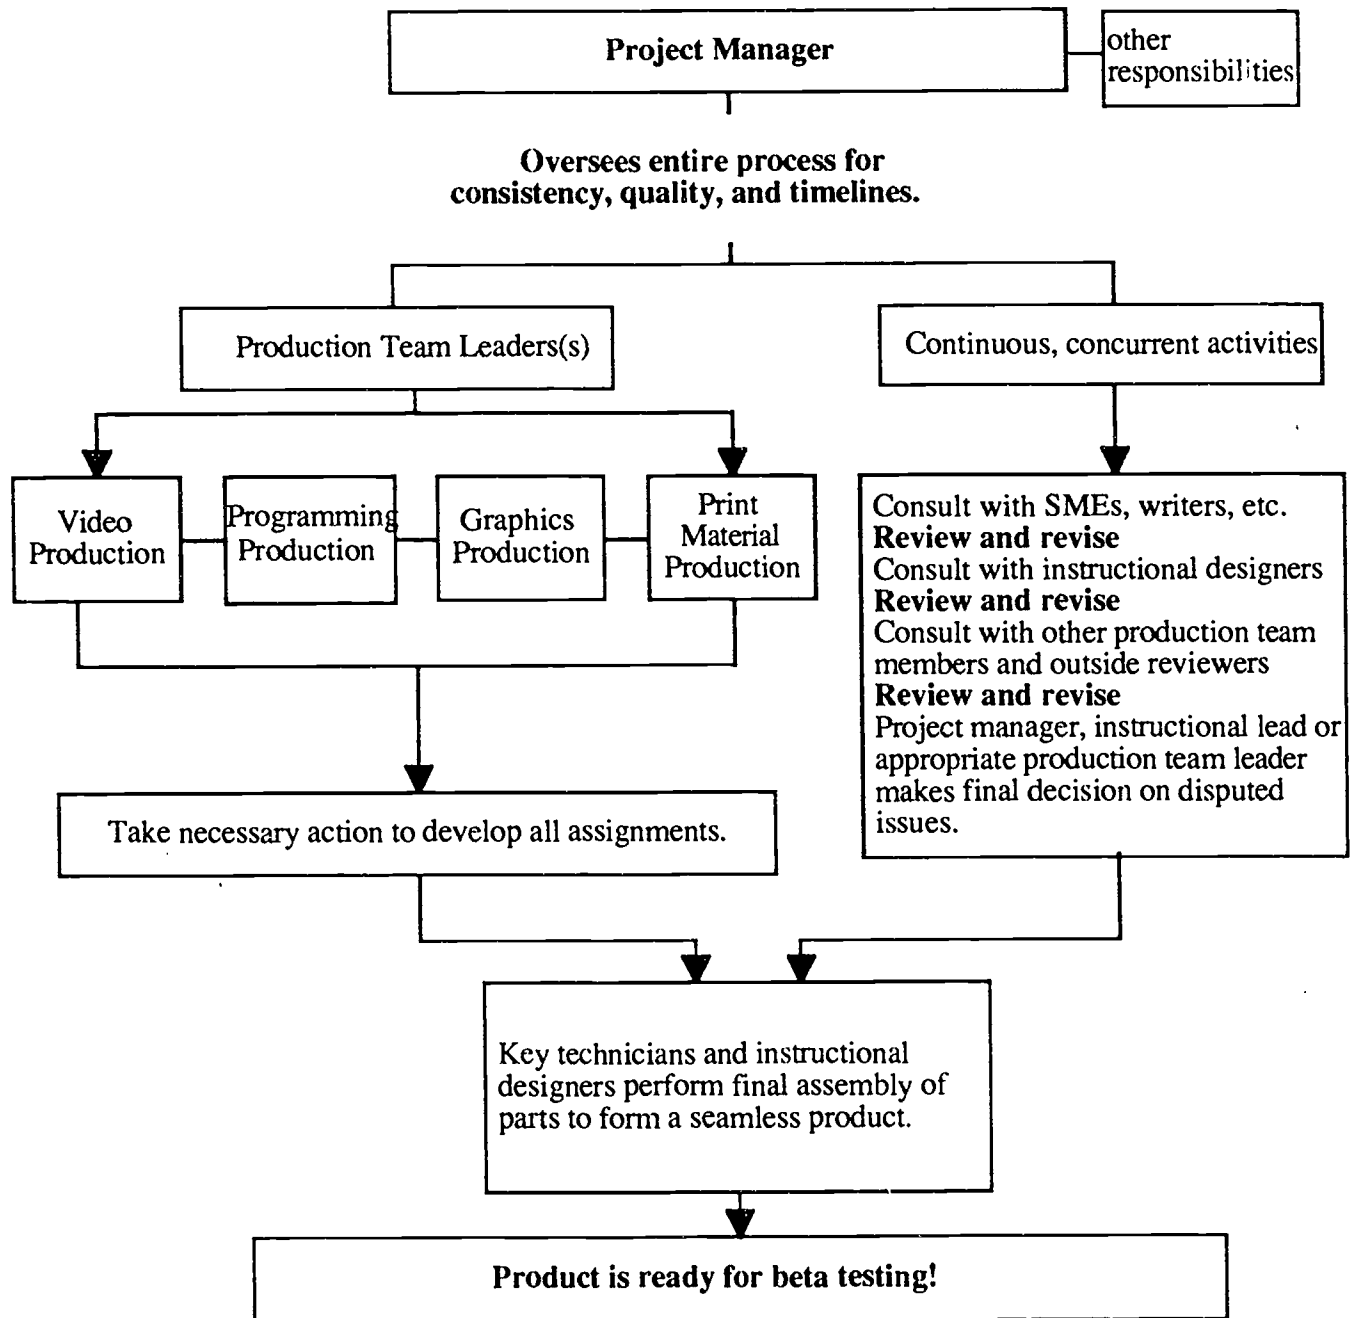 Project Manager
other
responsibilities
Oversees entire process for
consistency, quality, and timelines.
Production Team Leaders(s)
Continuous, concurrent activities
Video
Production
Programming
Production
Graphics
Production
Print
Material
Production
Consult with SMEs, writers, etc.
Review and revise
Consult with instructional designers
Review and revise
Consult with other production team
members and outside reviewers
Review and revise
Project manager, instructional lead or
appropriate production team leader
makes final decision on disputed
issues.
Take necessary action to develop all assignments.
Key technicians and instructional
designers perform final assembly of
parts to form a seamless product.
Product is ready for beta testing!